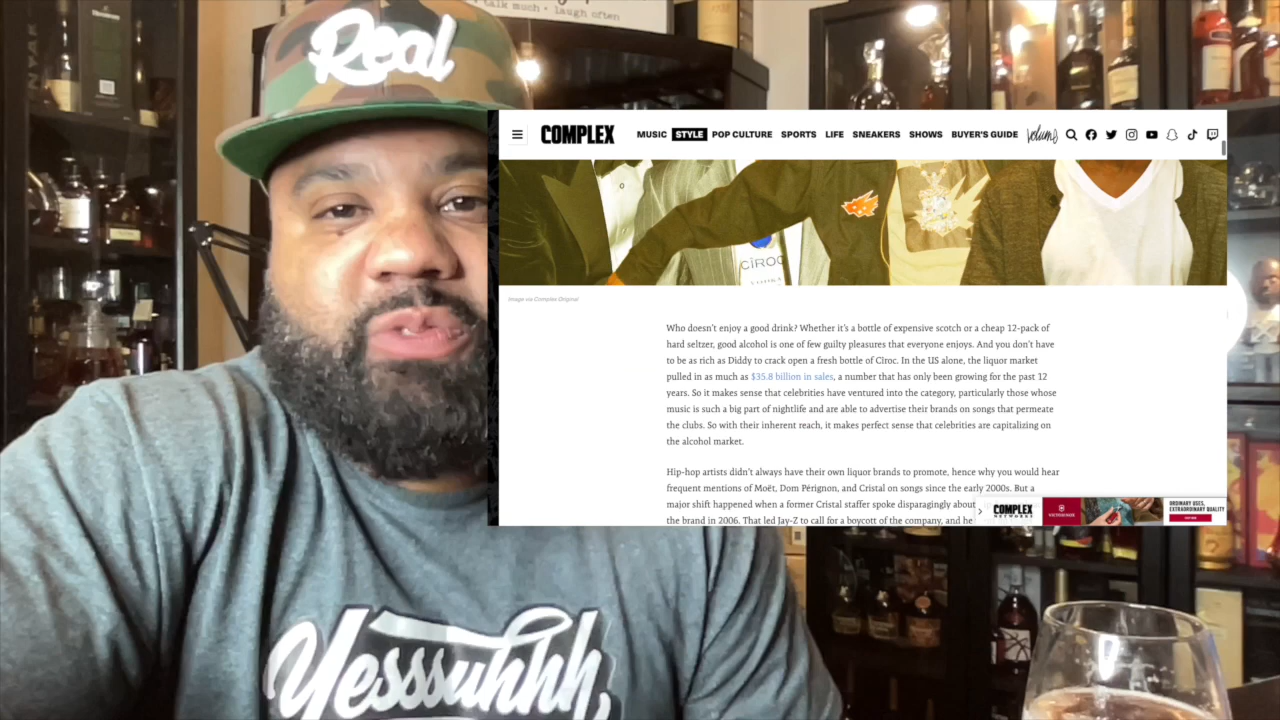 talk much • laugh often
Real
COMPLEX
MUSIC STYLE POP CULTURE SPORTS LIFE SNEAKERS SHOWS BUYER'S GUIDE volume
CÎROC
VODKA
Image via Complex Original
Who doesn't enjoy a good drink? Whether it's a bottle of expensive scotch or a cheap 12-pack of
hard seltzer, good alcohol is one of few guilty pleasures that everyone enjoys. And you don't have
to be as rich as Diddy to crack open a fresh bottle of Cîroc. In the US alone, the liquor market
pulled in as much as $35.8 billion in sales, a number that has only been growing for the past 12
years. So it makes sense that celebrities have ventured into the category, particularly those whose
music is such a big part of nightlife and are able to advertise their brands on songs that permeate
the clubs. So with their inherent reach, it makes perfect sense that celebrities are capitalizing on
the alcohol market.
Hip-hop artists didn't always have their own liquor brands to promote, hence why you would hear
frequent mentions of Moët, Dom Pérignon, and Cristal on songs since the early 2000s. But a
major shift happened when a former Cristal staffer spoke disparagingly about
the brand in 2006. That led Jay-Z to call for a boycott of the company, and he
COMPLEX
NETWORKS
VICTORINOX
ORDINARY USES,
EXTRAORDINARY QUALITY
Yesssuhhh,